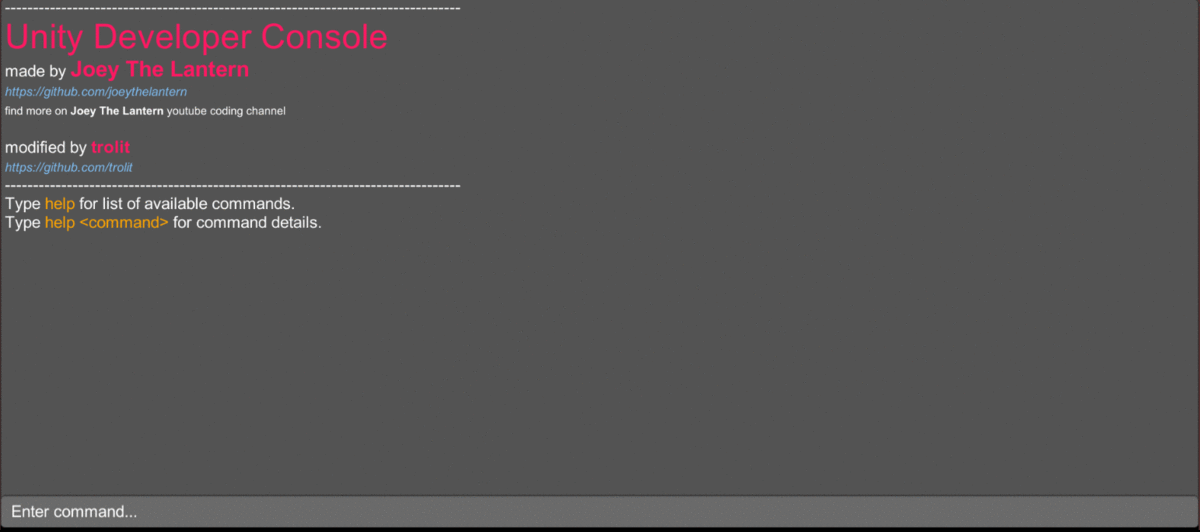 ----------------------------------------------------------------------------------
Unity Developer Console
made by Joey The Lantern
https://github.com/joeythelantern
find more on Joey The Lantern youtube coding channel
modified by trolit
https://github.com/trolit
----------------------------------------------------------------------------------
Type help for list of available commands.
Type help <command> for command details.
Enter command...